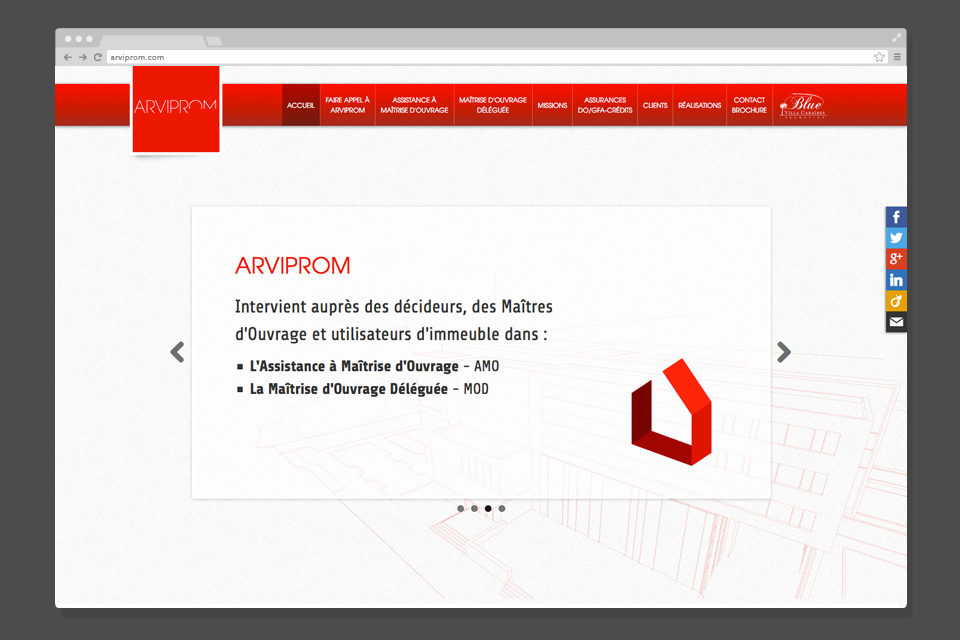 arviprom.com
ARVIPROM
ACCUEIL
FAIRE APPEL À
ARVIPROM
ASSISTANCE À
MAÎTRISE D'OUVRAGE
MAÎTRISE D'OUVRAGE
DÉLÉGUÉE
MISSIONS
ASSURANCES
DO/GFA-CRÉDITS
CLIENTS
RÉALISATIONS
CONTACT
BROCHURE
Blue
VILLA CARAÏBES
PROMOTION
ARVIPROM
Intervient auprès des décideurs, des Maîtres
d'Ouvrage et utilisateurs d'immeuble dans :
L'Assistance à Maîtrise d'Ouvrage – AMO
La Maîtrise d'Ouvrage Déléguée – MOD